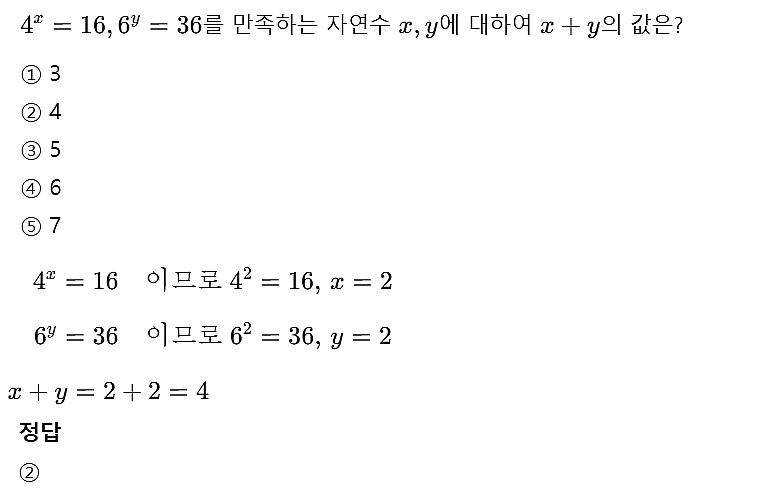 4^x = 16, 6^y = 36를 만족하는 자연수 x, y에 대하여 x + y의 값은?
① 3
② 4
③ 5
④ 6
⑤ 7
4^x = 16 이므로 4^2 = 16, x = 2
6^y = 36 이므로 6^2 = 36, y = 2
x + y = 2 + 2 = 4
정답
②